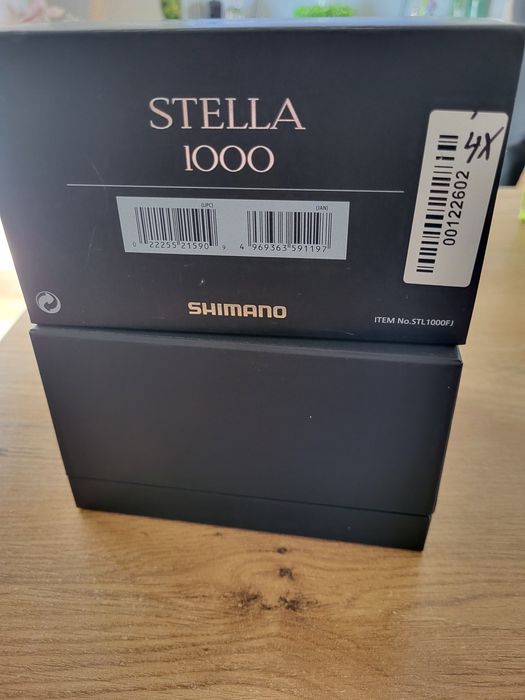 STELLA
1000
(UPC)
0 22255 21590 9
(JAN)
4 969363 591197
4X
00122602
SHIMANO
ITEM No.STL1000FJ